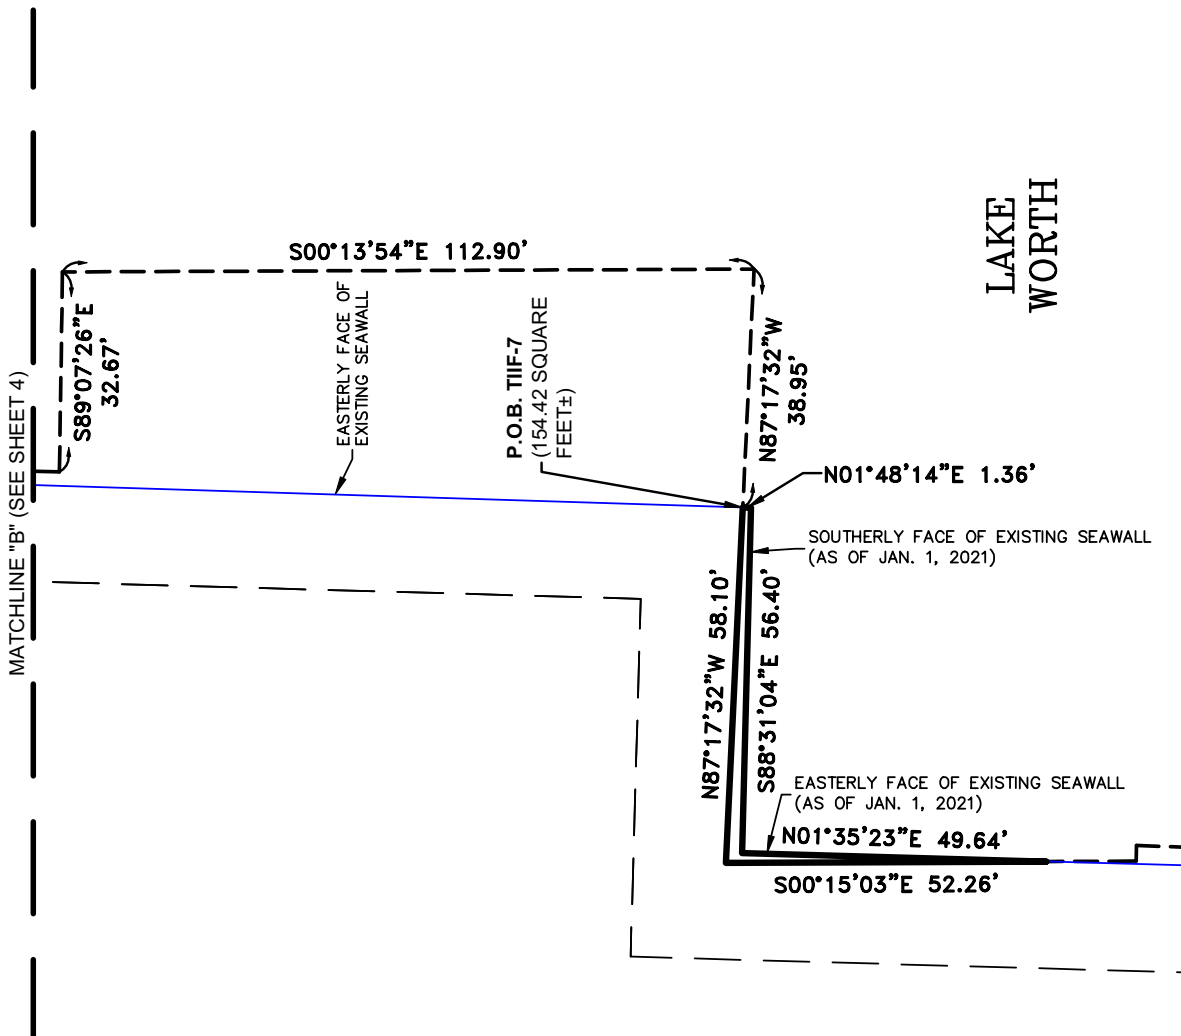 MATCHLINE "B" (SEE SHEET 4)
S89°07'26"E
32.67'
S00°13'54"E 112.90'
EASTERLY FACE OF
EXISTING SEAWALL
P.O.B. TIIF-7
(154.42 SQUARE
FEET±)
N87°17'32"W
38.95'
LAKE
WORTH
N01°48'14"E 1.36'
SOUTHERLY FACE OF EXISTING SEAWALL
(AS OF JAN. 1, 2021)
N87°17'32"W 58.10'
S88°31'04"E 56.40'
EASTERLY FACE OF EXISTING SEAWALL
(AS OF JAN. 1, 2021)
N01°35'23"E 49.64'
S00°15'03"E 52.26'